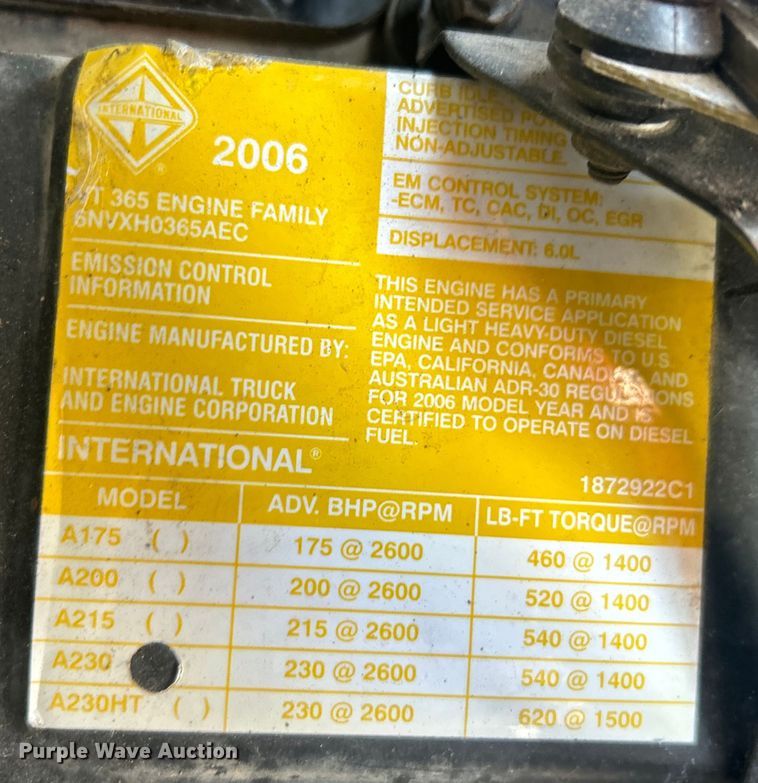 INTERNATIONAL
®
2006
365 ENGINE FAMILY
6NVXH0365AEC
EMISSION CONTROL
INFORMATION
ENGINE MANUFACTURED BY:
INTERNATIONAL TRUCK
AND ENGINE CORPORATION
INTERNATIONAL®
CURB IDLE
ADVERTISED
INJECTION TIMING
NON-ADJUSTABLE
EM CONTROL SYSTEM:
-ECM, TC, CAC, DI, OC, EGR
DISPLACEMENT: 6.0L
THIS ENGINE HAS A PRIMARY
INTENDED SERVICE APPLICATION
AS A LIGHT HEAVY-DUTY DIESEL
ENGINE AND CONFORMS TO U.S.
EPA, CALIFORNIA, CANADIAN AND
AUSTRALIAN ADR-30 REGULATIONS
FOR 2006 MODEL YEAR AND IS
CERTIFIED TO OPERATE ON DIESEL
FUEL.
1872922C1
MODEL ADV. BHP@RPM LB-FT TORQUE@RPM
A175 ( ) 175 @ 2600 460 @ 1400
A200 ( ) 200 @ 2600 520 @ 1400
A215 ( ) 215 @ 2600 540 @ 1400
A230 230 @ 2600 540 @ 1400
A230HT ( ) 230 @ 2600 620 @ 1500
Purple Wave Auction